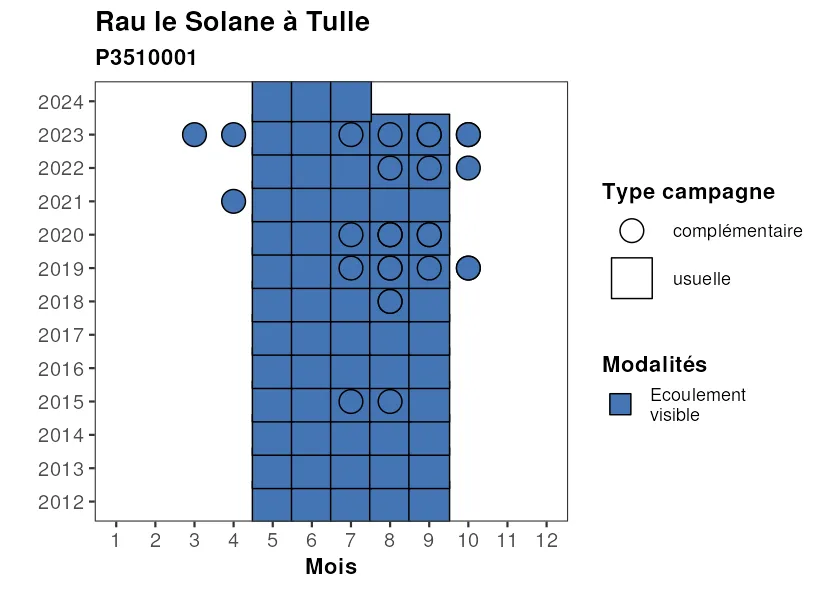 Rau le Solane à Tulle
P3510001
2024
2023
2022
2021
2020
2019
2018
2017
2016
2015
2014
2013
2012
1 2 3 4 5 6 7 8 9 10 11 12
Mois
Type campagne
complémentaire
usuelle
Modalités
Ecoulement
visible